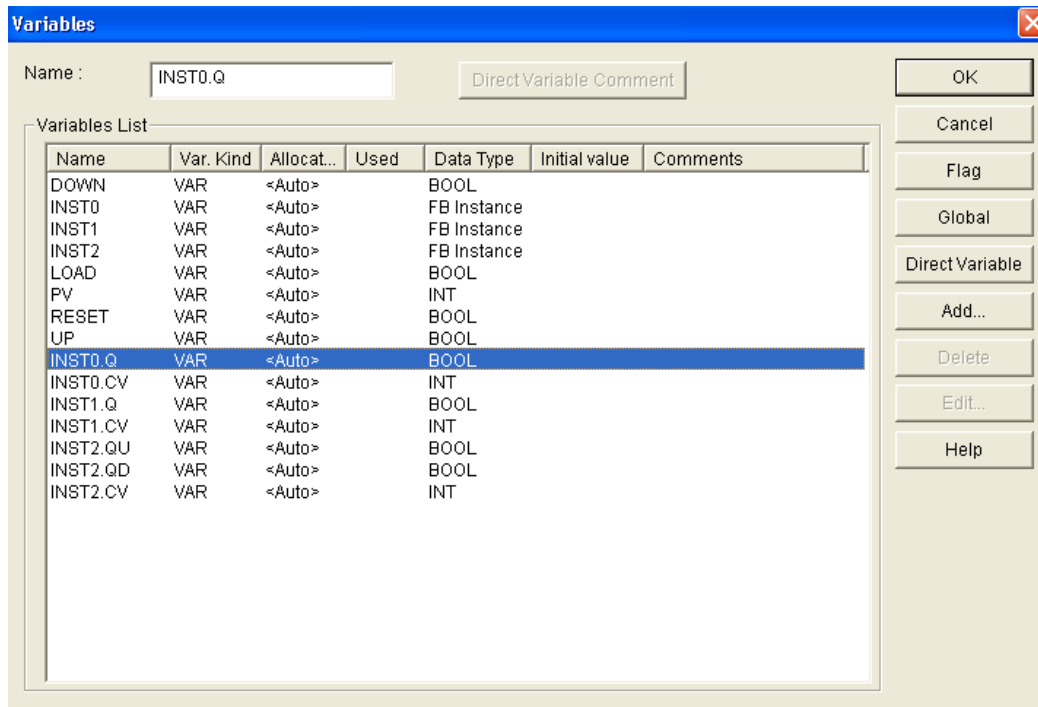 Variables
Name :
INST0.Q
Direct Variable Comment
OK
Cancel
Flag
Global
Direct Variable
Add...
Delete
Edit...
Help
Variables List
Name Var. Kind Allocat... Used Data Type Initial value Comments
DOWN VAR <Auto> BOOL
INST0 VAR <Auto> FB Instance
INST1 VAR <Auto> FB Instance
INST2 VAR <Auto> FB Instance
LOAD VAR <Auto> BOOL
PV VAR <Auto> INT
RESET VAR <Auto> BOOL
UP VAR <Auto> BOOL
INST0.Q VAR <Auto> BOOL
INST0.CV VAR <Auto> INT
INST1.Q VAR <Auto> BOOL
INST1.CV VAR <Auto> INT
INST2.QU VAR <Auto> BOOL
INST2.QD VAR <Auto> BOOL
INST2.CV VAR <Auto> INT